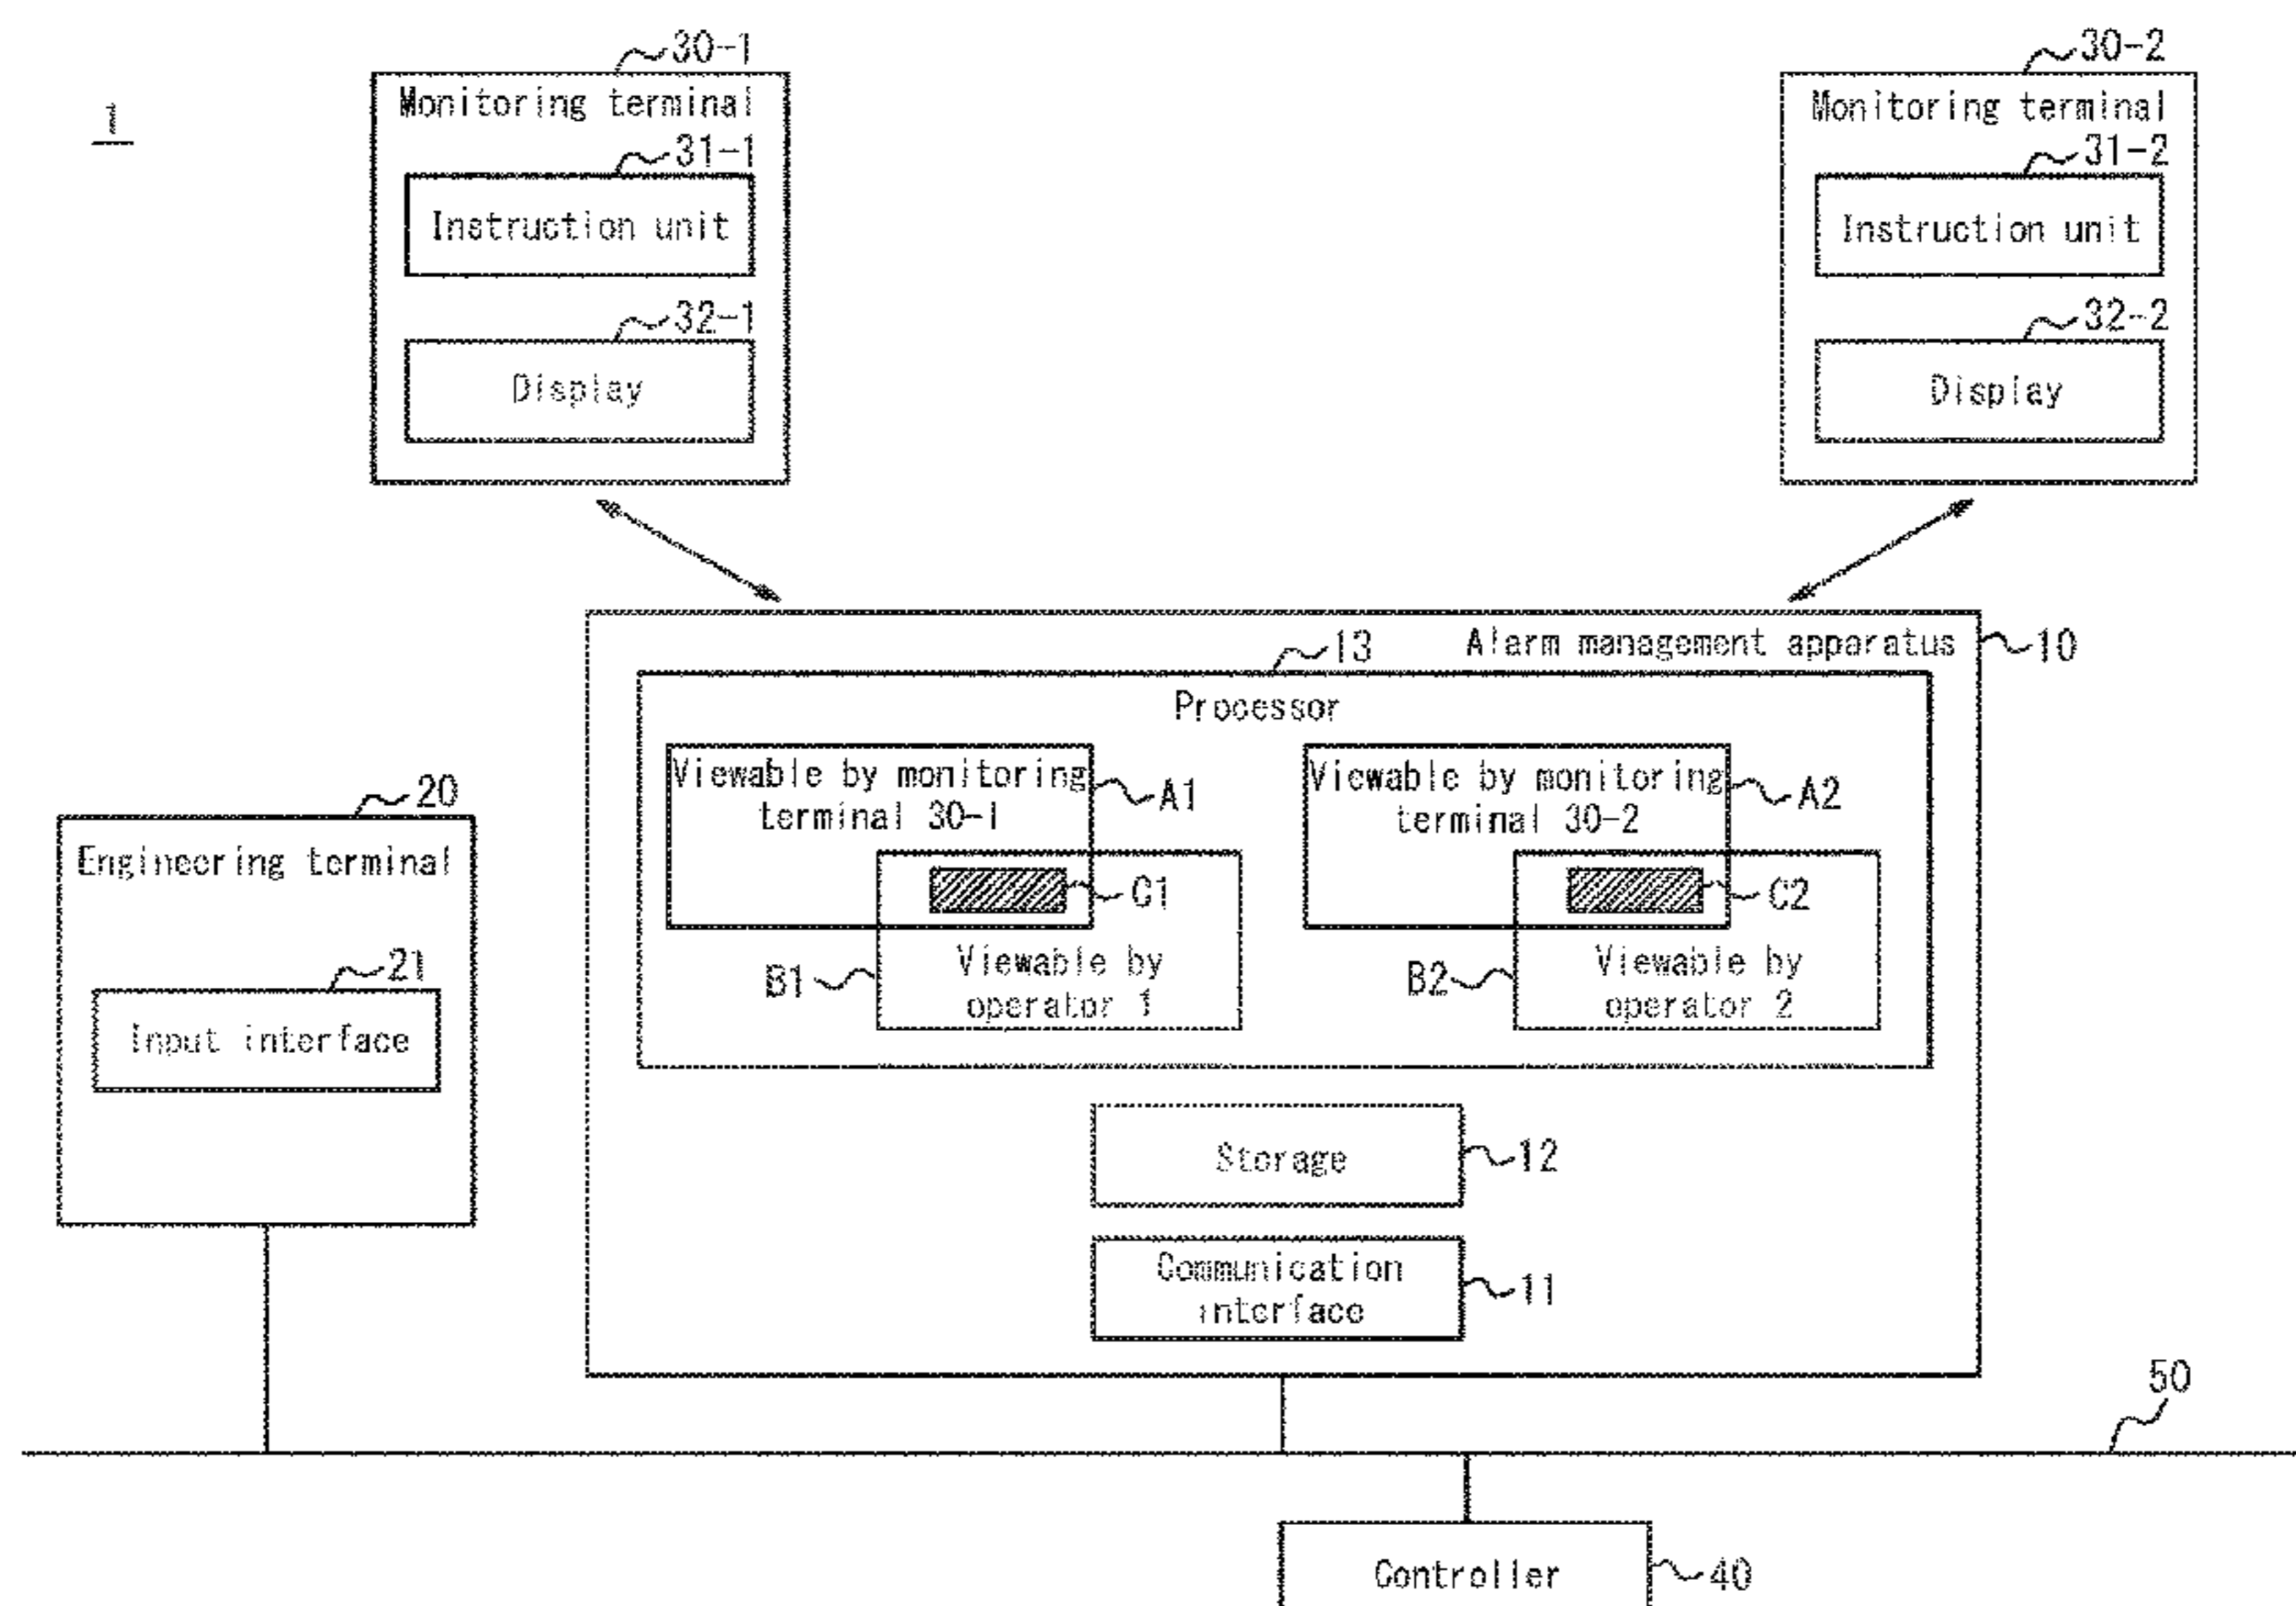 1
30-1
Monitoring terminal
31-1
Instruction unit
32-1
Display
30-2
Monitoring terminal
31-2
Instruction unit
32-2
Display
Alarm management apparatus
10
13
Processor
Viewable by monitoring
terminal 30-1
A1
C1
B1
Viewable by
operator 1
Viewable by monitoring
terminal 30-2
A2
C2
B2
Viewable by
operator 2
20
Engineering terminal
21
Input interface
Storage
12
Communication
interface
11
50
Controller
40